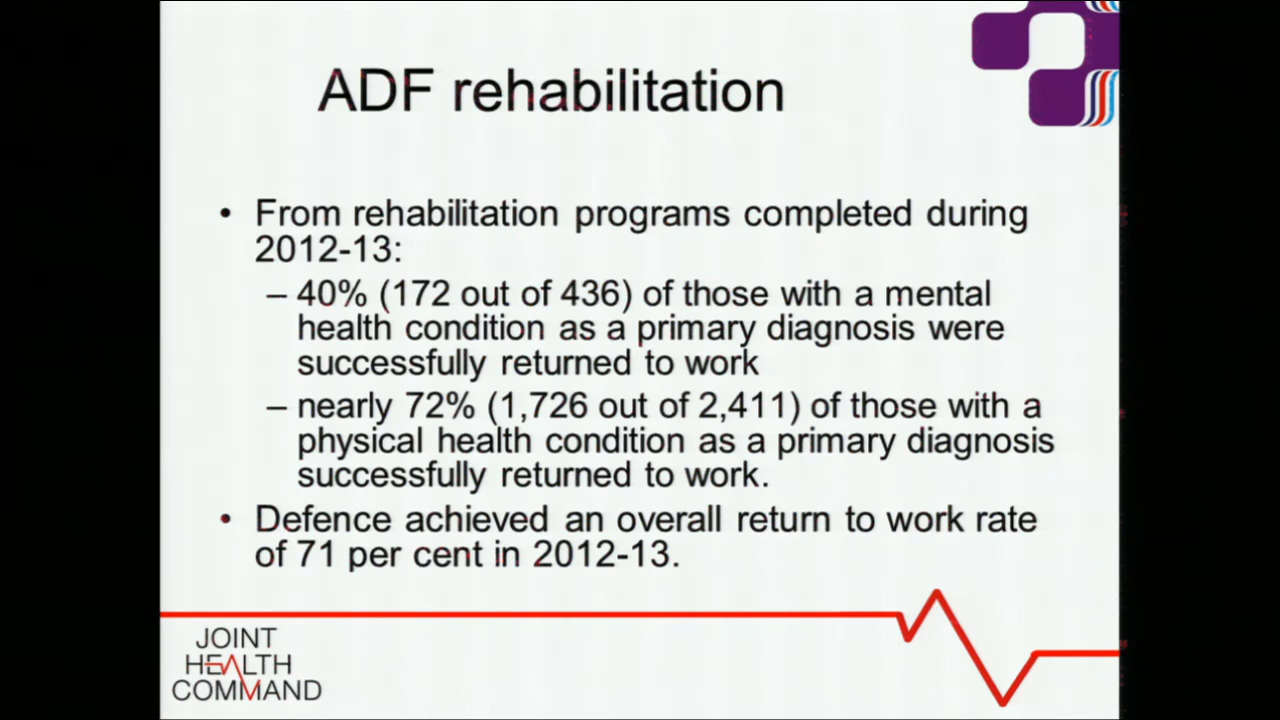 ADF rehabilitation
• From rehabilitation programs completed during
2012-13:
– 40% (172 out of 436) of those with a mental
health condition as a primary diagnosis were
successfully returned to work
– nearly 72% (1,726 out of 2,411) of those with a
physical health condition as a primary diagnosis
successfully returned to work.
• Defence achieved an overall return to work rate
of 71 per cent in 2012-13.
JOINT
HEALTH
COMMAND